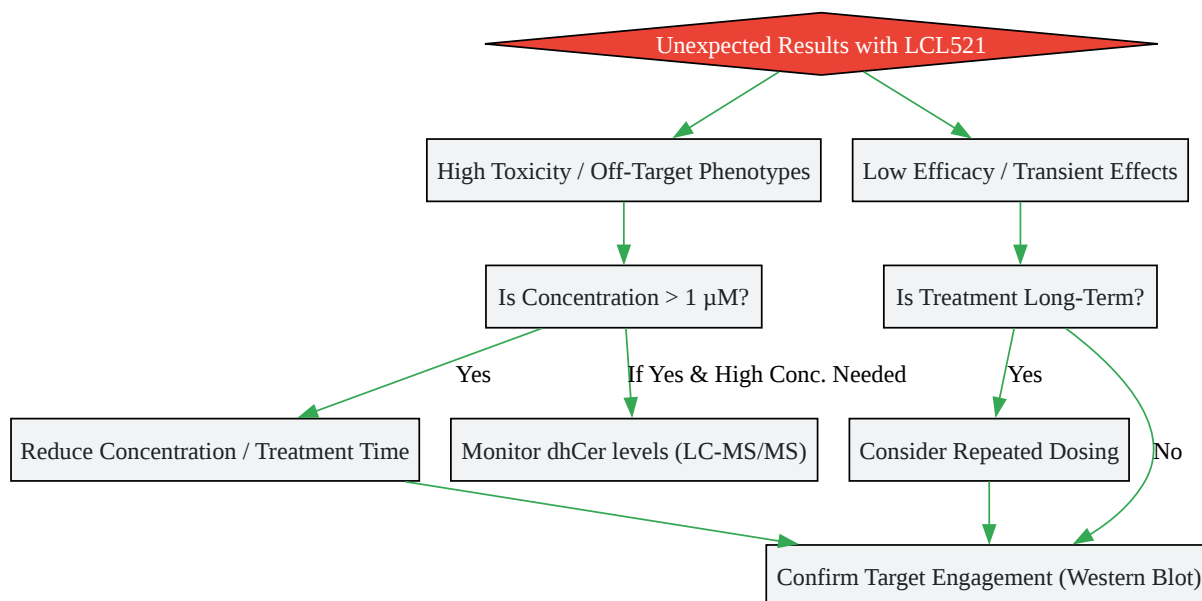 Unexpected Results with LCL521
High Toxicity / Off-Target Phenotypes
Low Efficacy / Transient Effects
Is Concentration > 1 µM?
Is Treatment Long-Term?
Yes
If Yes & High Conc. Needed
Yes
Reduce Concentration / Treatment Time
Monitor dhCer levels (LC-MS/MS)
Consider Repeated Dosing
No
Confirm Target Engagement (Western Blot)